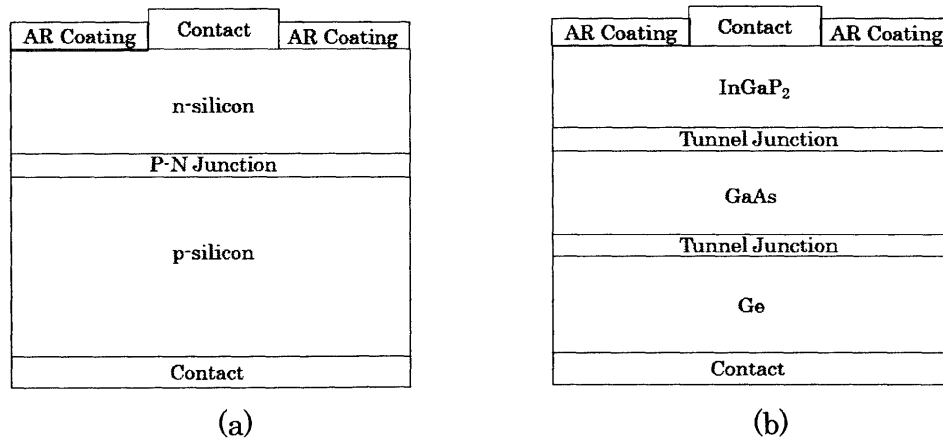 AR Coating
Contact
AR Coating
n-silicon
P-N Junction
p-silicon
Contact
(a)
AR Coating
Contact
AR Coating
InGaP₂
Tunnel Junction
GaAs
Tunnel Junction
Ge
Contact
(b)